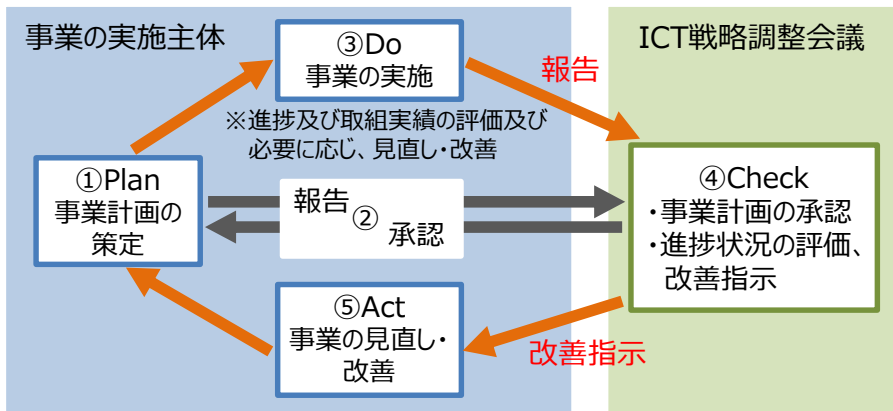 事業の実施主体
ICT戦略調整会議
③Do
事業の実施
報告
※進捗及び取組実績の評価及び
必要に応じ、見直し・改善
①Plan
事業計画の
策定
報告
②
承認
④Check
・事業計画の承認
・進捗状況の評価、
改善指示
⑤Act
事業の見直し・
改善
改善指示